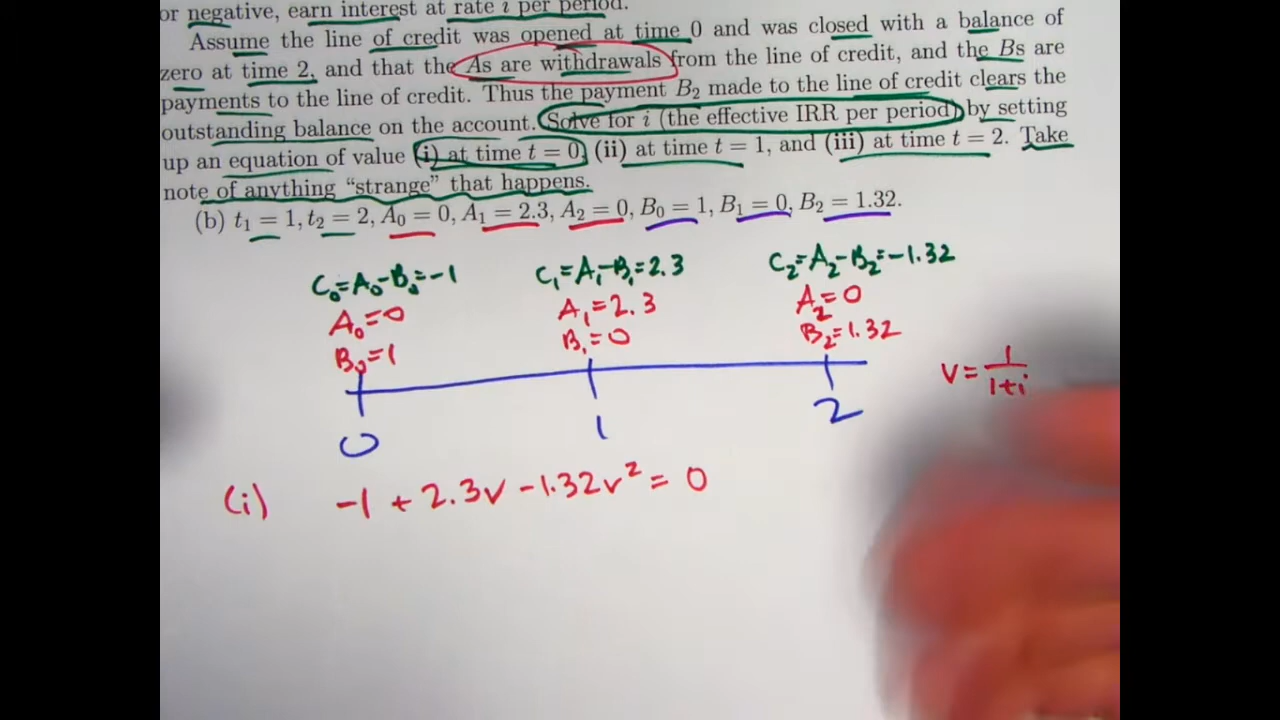 or negative, earn interest at rate i per period.
Assume the line of credit was opened at time 0 and was closed with a balance of
zero at time 2, and that the As are withdrawals from the line of credit, and the Bs are
payments to the line of credit. Thus the payment B₂ made to the line of credit clears the
outstanding balance on the account. Solve for i (the effective IRR per period) by setting
up an equation of value (i) at time t = 0, (ii) at time t = 1, and (iii) at time t = 2. Take
note of anything “strange” that happens.
(b) t₁ = 1, t₂ = 2, A₀ = 0, A₁ = 2.3, A₂ = 0, B₀ = 1, B₁ = 0, B₂ = 1.32.
C₀=A₀-B₀=-1 C₁=A₁-B₁=2.3 C₂=A₂-B₂=-1.32
A₀=0 A₁=2.3 A₂=0
B₀=1 B₁=0 B₂=1.32
v = 1/(1+i)
0 1 2
(i) -1 + 2.3v - 1.32v² = 0